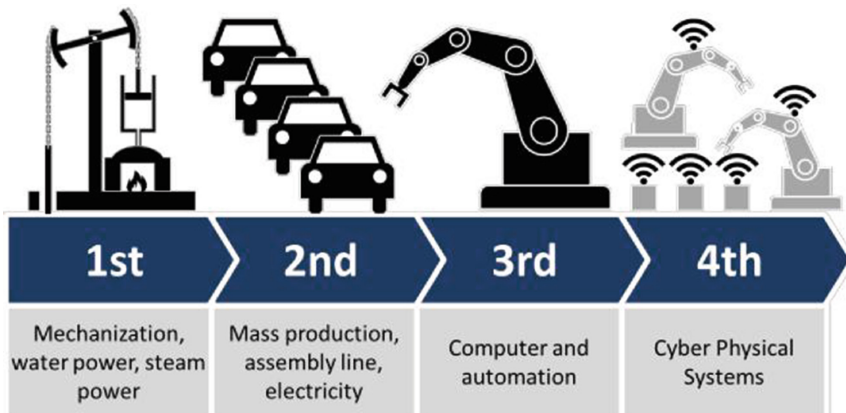 1st
2nd
3rd
4th
Mechanization,
water power, steam
power
Mass production,
assembly line,
electricity
Computer and
automation
Cyber Physical
Systems